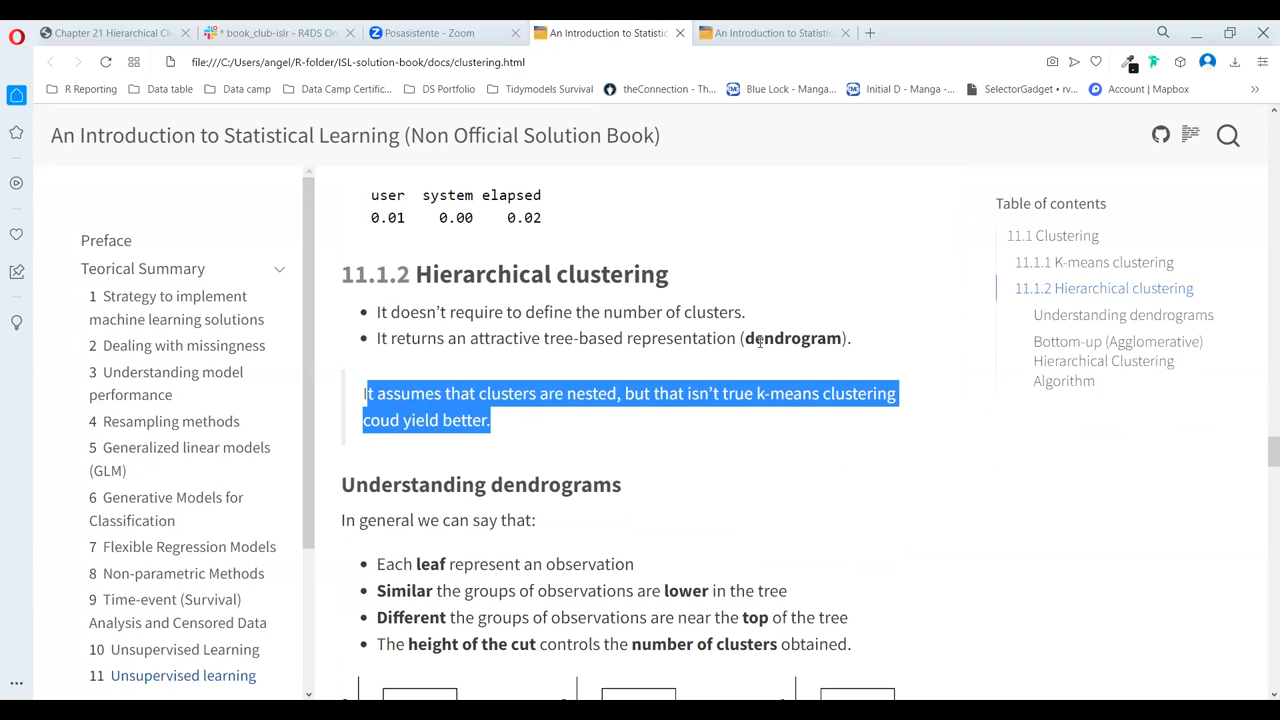 Chapter 21 Hierarchical Clu
* book_club-islr - R4DS On
Posasistente - Zoom
An Introduction to Statistic
An Introduction to Statisti
file:///C:/Users/angel/R-folder/ISL-solution-book/docs/clustering.html
R Reporting
Data table
Data camp
Data Camp Certific...
DS Portfolio
Tidymodels Survival
theConnection - Th...
Blue Lock - Manga...
Initial D - Manga -...
SelectorGadget • rv...
Account | Mapbox
An Introduction to Statistical Learning (Non Official Solution Book)
Preface
Teorical Summary
1 Strategy to implement
machine learning solutions
2 Dealing with missingness
3 Understanding model
performance
4 Resampling methods
5 Generalized linear models
(GLM)
6 Generative Models for
Classification
7 Flexible Regression Models
8 Non-parametric Methods
9 Time-event (Survival)
Analysis and Censored Data
10 Unsupervised Learning
11 Unsupervised learning
user system elapsed
0.01 0.00 0.02
11.1.2 Hierarchical clustering
• It doesn't require to define the number of clusters.
• It returns an attractive tree-based representation (dendrogram).
It assumes that clusters are nested, but that isn't true k-means clustering
coud yield better.
Understanding dendrograms
In general we can say that:
• Each leaf represent an observation
• Similar the groups of observations are lower in the tree
• Different the groups of observations are near the top of the tree
• The height of the cut controls the number of clusters obtained.
Table of contents
11.1 Clustering
11.1.1 K-means clustering
11.1.2 Hierarchical clustering
Understanding dendrograms
Bottom-up (Agglomerative)
Hierarchical Clustering
Algorithm